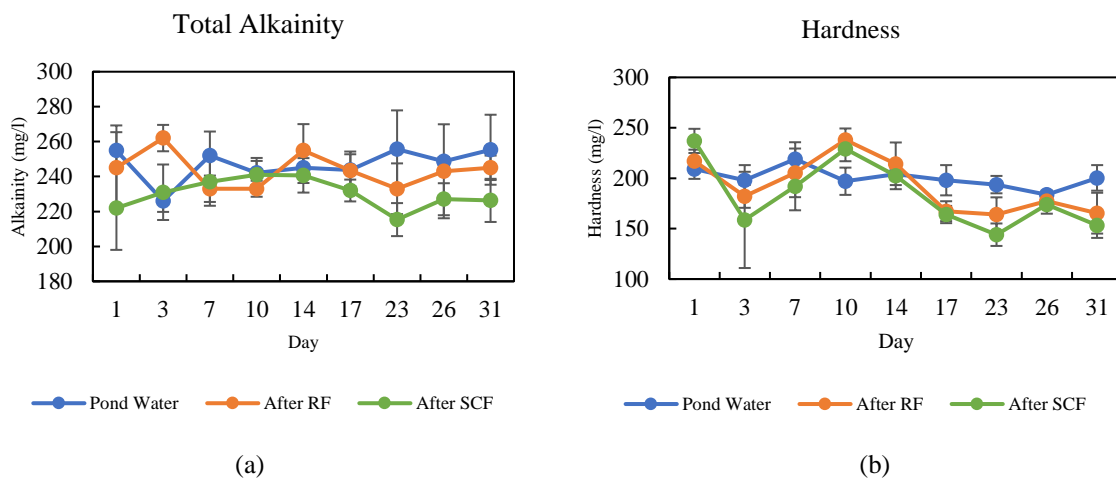 Total Alkainity
300
280
260
240
220
200
180
Alkainity (mg/l)
1 3 7 10 14 17 23 26 31
Day
Pond Water After RF After SCF
(a)
Hardness
300
250
200
150
100
Hardness (mg/l)
1 3 7 10 14 17 23 26 31
Day
Pond Water After RF After SCF
(b)